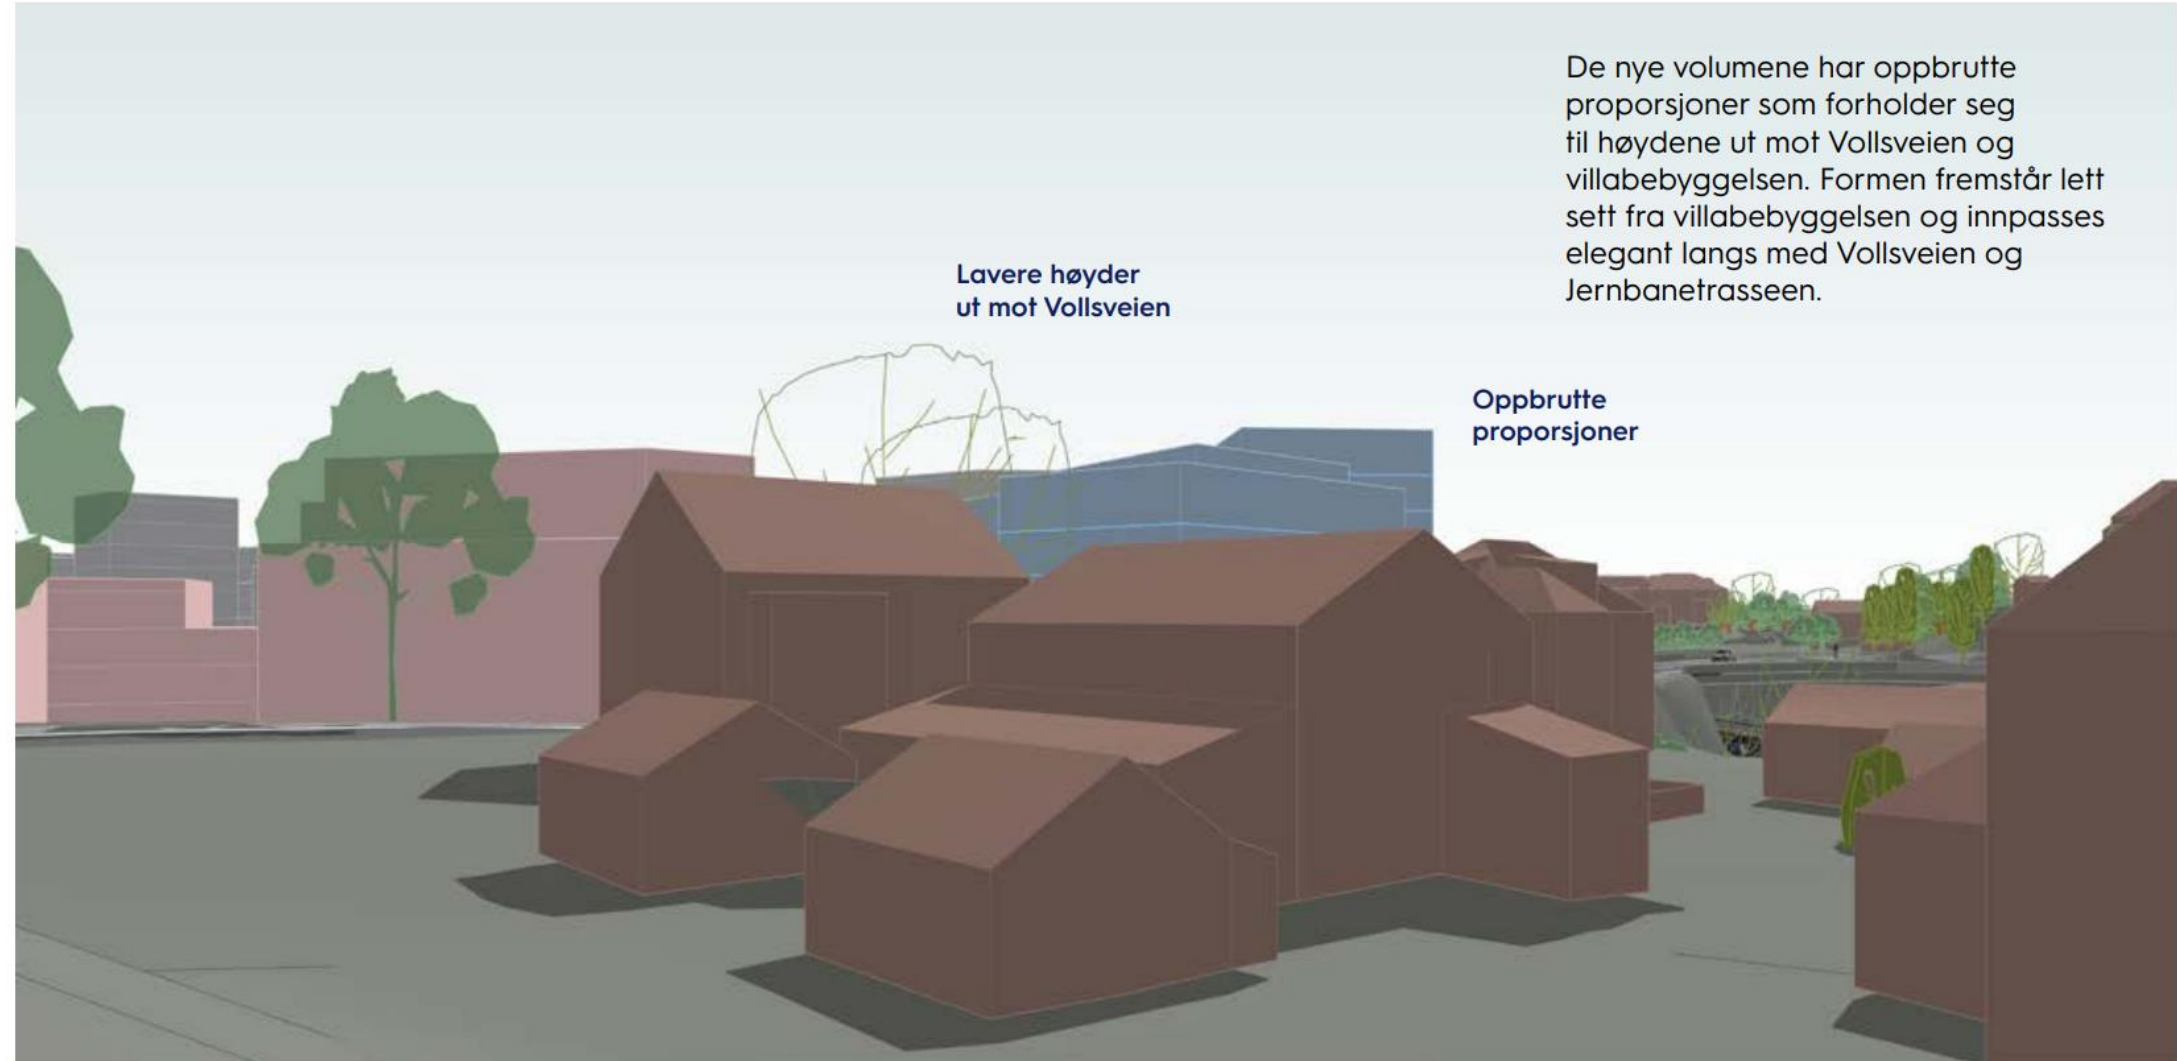 De nye volumene har oppbrutte
proporsjoner som forholder seg
til høydene ut mot Vollsveien og
villabebyggelsen. Formen fremstår lett
sett fra villabebyggelsen og innpasses
elegant langs med Vollsveien og
Jernbanetrasseen.
Lavere høyder
ut mot Vollsveien
Oppbrutte
proporsjoner